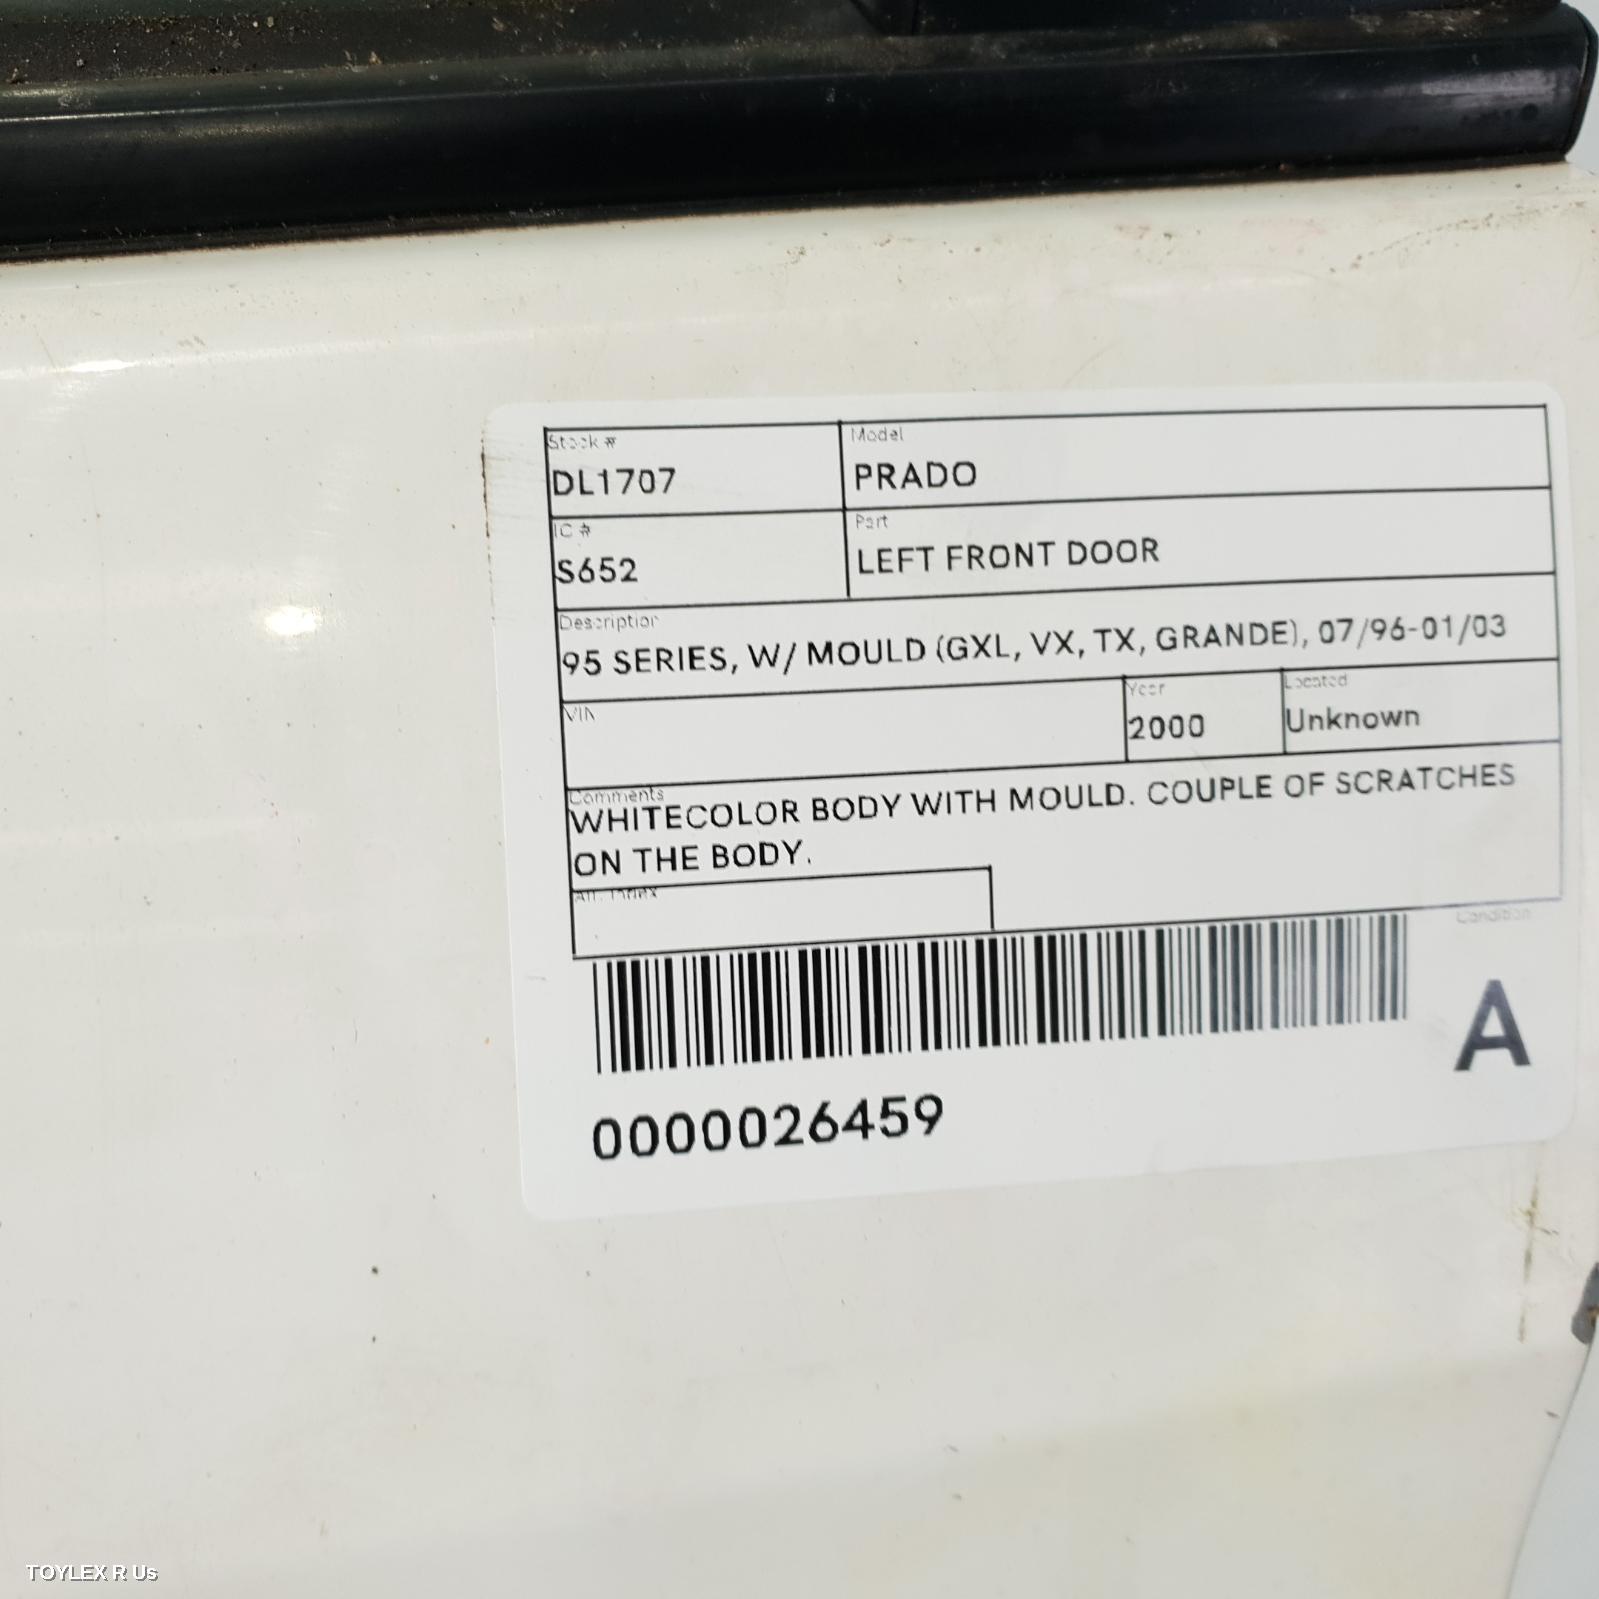 Stock #
DL1707
Model
PRADO
IC #
S652
Part
LEFT FRONT DOOR
Description
95 SERIES, W/ MOULD (GXL, VX, TX, GRANDE), 07/96-01/03
VIN
Year
2000
Located
Unknown
Comments
WHITECOLOR BODY WITH MOULD. COUPLE OF SCRATCHES
ON THE BODY.
Alt. Index
Condition
A
0000026459
TOYLEX R Us